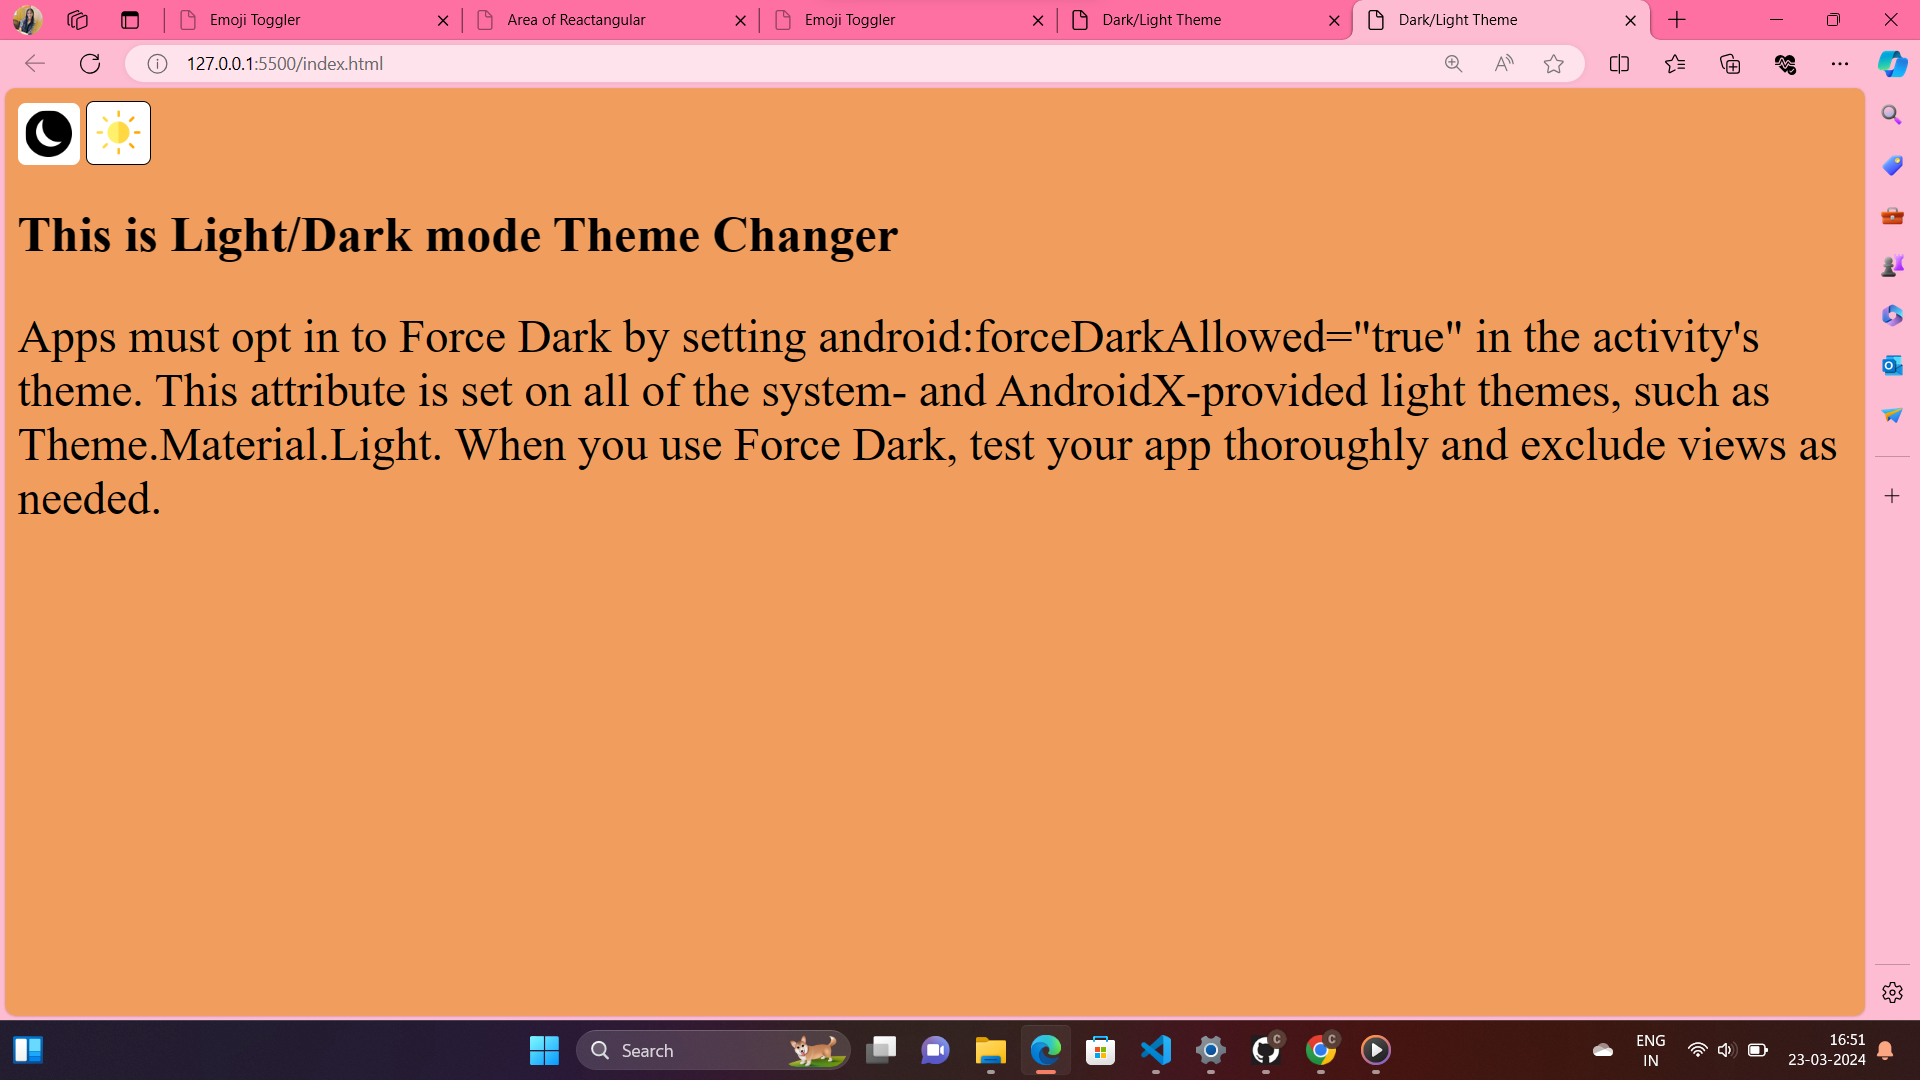 Emoji Toggler
Area of Reactangular
Emoji Toggler
Dark/Light Theme
Dark/Light Theme
127.0.0.1:5500/index.html
This is Light/Dark mode Theme Changer
Apps must opt in to Force Dark by setting android:forceDarkAllowed="true" in the activity's
theme. This attribute is set on all of the system- and AndroidX-provided light themes, such as
Theme.Material.Light. When you use Force Dark, test your app thoroughly and exclude views as
needed.
Search
C
C
ENG
IN
16:51
23-03-2024